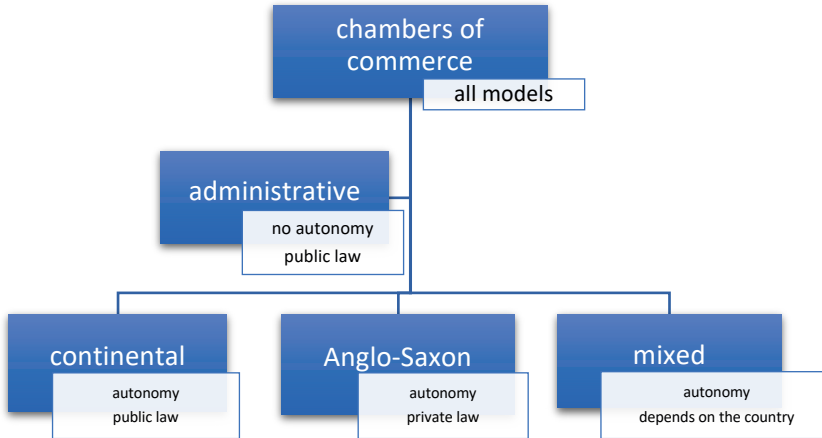 chambers of
commerce
all models
administrative
no autonomy
public law
continental
autonomy
public law
Anglo-Saxon
autonomy
private law
mixed
autonomy
depends on the country